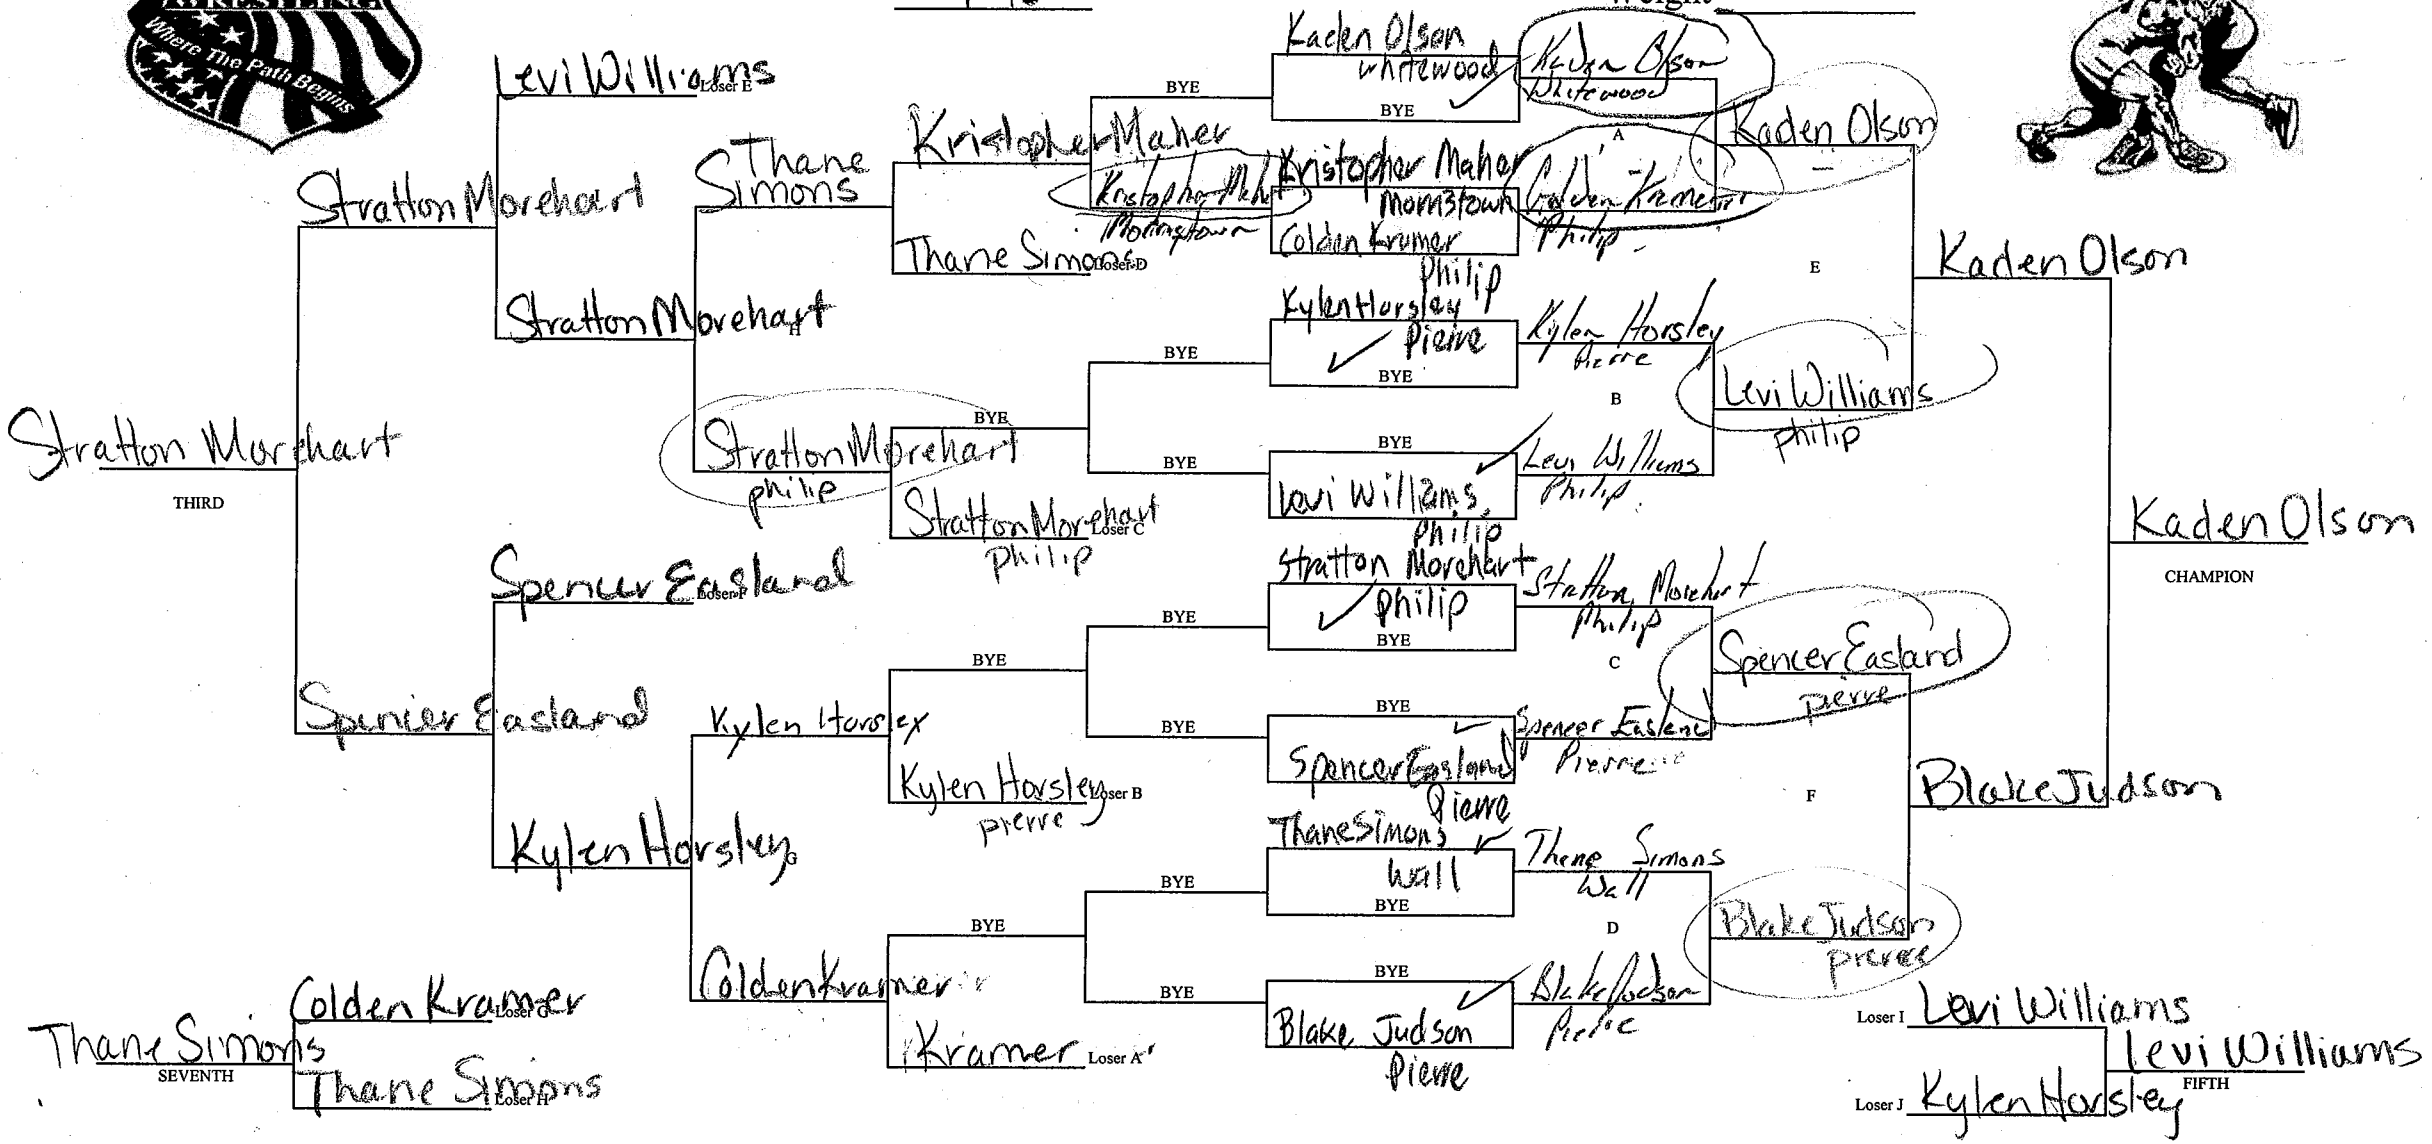 WRESTLING
Where The Path Begins
Weight
Levi Williams
Loser E
Stratton Morehart
Thane
Simons
Stratton Morehart
H
Kristopher Maher
Thane Simons
Loser D
BYE
Kristopher Maher
Morristown
Stratton Morehart
THIRD
Stratton Morehart
philip
BYE
Stratton Morehart
Loser C
philip
BYE
BYE
Spencer Easland
Loser F
Spencer Easland
Kylen Horsley
G
Kylen Horsley
BYE
Kylen Horsley
Loser B
pierre
BYE
BYE
Colden Kramer
BYE
Kramer
Loser A
BYE
BYE
Colden Kramer
Loser G
Thane Simons
SEVENTH
Thane Simons
Loser H
Kaden Olson
Whitewood
BYE
Kristopher Maher
Morristown
Colden Kramer
Philip
Kylen Horsley
Pierre
BYE
BYE
Levi Williams
Philip
Stratton Morehart
Philip
BYE
BYE
Spencer Easland
Pierre
Thane Simons
Wall
BYE
BYE
Blake Judson
Pierre
Kaden Olson
Whitewood
A
Colden Kramer
Philip
Kylen Horsley
Pierre
B
Levi Williams
Philip
Stratton Morehart
Philip
C
Spencer Easland
Pierre
Thane Simons
Wall
D
Blake Judson
Pierre
Kaden Olson
E
Levi Williams
philip
Spencer Easland
pierre
F
Blake Judson
pierre
Kaden Olson
Blake Judson
Kaden Olson
CHAMPION
Loser I
Levi Williams
Levi Williams
FIFTH
Loser J
Kylen Horsley